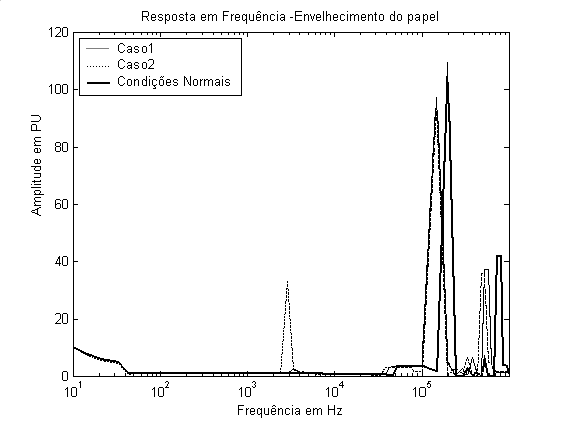 Resposta em Frequência -Envelhecimento do papel
120
100
80
60
40
20
0
Amplitude em PU
Caso1
Caso2
Condições Normais
10^1
10^2
10^3
10^4
10^5
Frequência em Hz